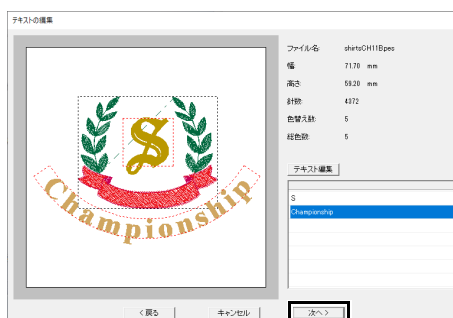 テキストの編集
ファイル名: shirtsCH11B.pes
幅: 71.70 mm
高さ: 59.20 mm
針数: 4372
色替え数: 5
総色数: 5
テキスト編集
S
Championship
S
Championship
< 戻る
キャンセル
次へ >